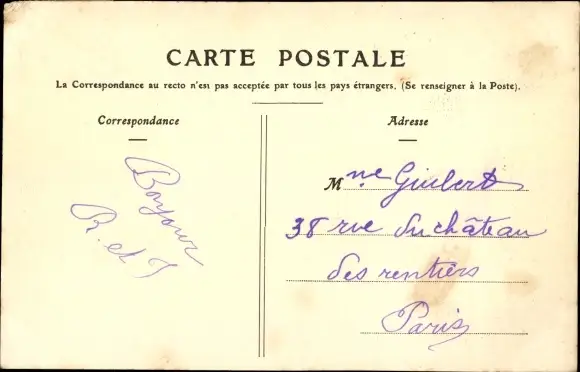 CARTE POSTALE
La Correspondance au recto n'est pas acceptée par tous les pays étrangers. (Se renseigner à la Poste).
Correspondance
Adresse
Bonjour
R. et J
Mme Guibert
38 rue du château
des rentiers
Paris